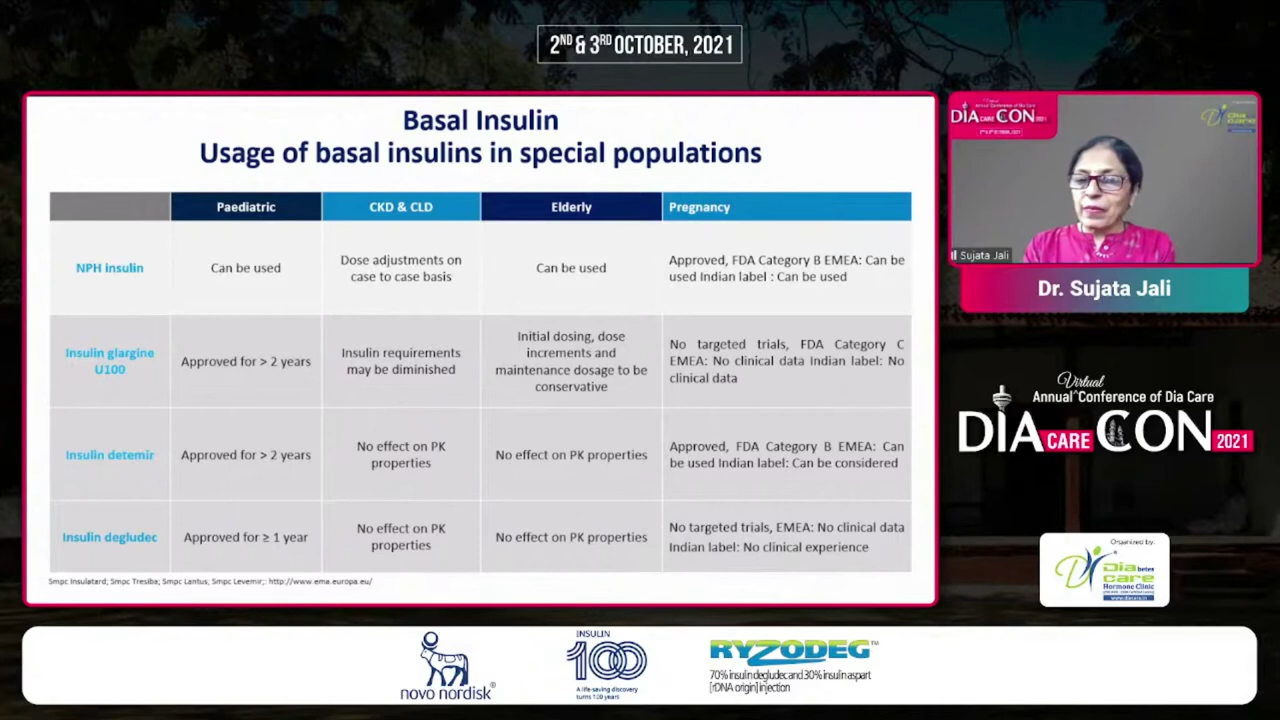 2ND & 3RD OCTOBER, 2021
Basal Insulin
Usage of basal insulins in special populations
Paediatric
CKD & CLD
Elderly
Pregnancy
NPH insulin
Can be used
Dose adjustments on
case to case basis
Can be used
Approved, FDA Category B EMEA: Can be
used Indian label : Can be used
Insulin glargine
U100
Approved for > 2 years
Insulin requirements
may be diminished
Initial dosing, dose
increments and
maintenance dosage to be
conservative
No targeted trials, FDA Category C
EMEA: No clinical data Indian label: No
clinical data
Insulin detemir
Approved for > 2 years
No effect on PK
properties
No effect on PK properties
Approved, FDA Category B EMEA: Can
be used Indian label: Can be considered
Insulin degludec
Approved for ≥ 1 year
No effect on PK
properties
No effect on PK properties
No targeted trials, EMEA: No clinical data
Indian label: No clinical experience
Smpc Insulatard; Smpc Tresiba; Smpc Lantus, Smpc Levemir;: http://www.ema.europa.eu/
DIA CARE CON 2021
Sujata Jali
Dr. Sujata Jali
Virtual
Annual^Conference of Dia Care
DIA CARE CON 2021
Organized by:
Diabetes
care
Hormone Clinic
www.diacare.in
novo nordisk®
INSULIN
100
A life-saving discovery
turns 100 years
RYZODEG™
70% insulin degludec and 30% insulin aspart
[rDNA origin] injection